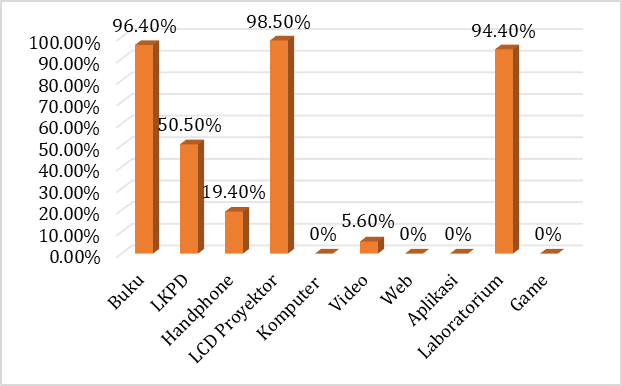 96.40%
50.50%
19.40%
98.50%
0%
5.60%
0%
0%
94.40%
0%
100.00%
90.00%
80.00%
70.00%
60.00%
50.00%
40.00%
30.00%
20.00%
10.00%
0.00%
Buku
LKPD
Handphone
LCD Proyektor
Komputer
Video
Web
Aplikasi
Laboratorium
Game